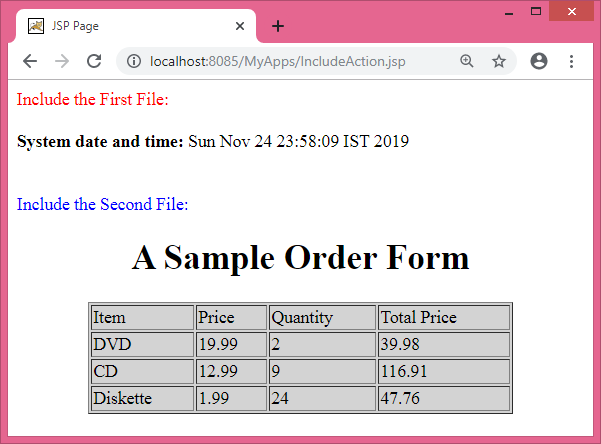 JSP Page
localhost:8085/MyApps/IncludeAction.jsp
Include the First File:
System date and time: Sun Nov 24 23:58:09 IST 2019
Include the Second File:
A Sample Order Form
Item Price Quantity Total Price
DVD 19.99 2 39.98
CD 12.99 9 116.91
Diskette 1.99 24 47.76